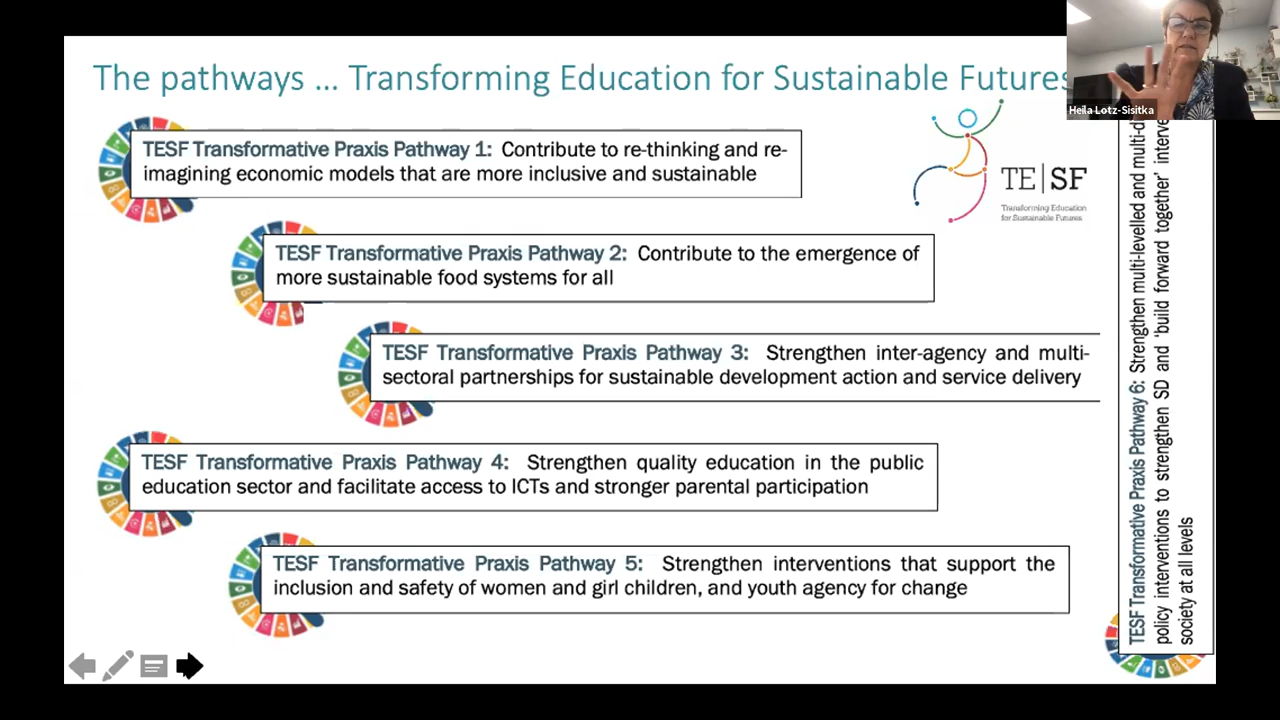 The pathways ... Transforming Education for Sustainable Futures
Heila Lotz-Sisitka
TE|SF
Transforming Education
for Sustainable Futures
TESF Transformative Praxis Pathway 1: Contribute to re-thinking and re-
imagining economic models that are more inclusive and sustainable
TESF Transformative Praxis Pathway 2: Contribute to the emergence of
more sustainable food systems for all
TESF Transformative Praxis Pathway 3: Strengthen inter-agency and multi-
sectoral partnerships for sustainable development action and service delivery
TESF Transformative Praxis Pathway 4: Strengthen quality education in the public
education sector and facilitate access to ICTs and stronger parental participation
TESF Transformative Praxis Pathway 5: Strengthen interventions that support the
inclusion and safety of women and girl children, and youth agency for change
TESF Transformative Praxis Pathway 6: Strengthen multi-levelled and
policy interventions to strengthen SD and 'build forward together'
society at all levels